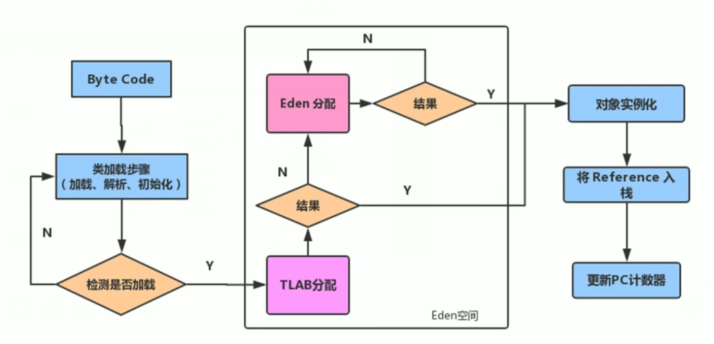 Byte Code
类加载步骤
（加载、解析、初始化）
N
检测是否加载
Y
N
Eden 分配
结果
Y
N
结果
Y
TLAB分配
Eden空间
对象实例化
将 Reference 入
栈
更新PC计数器